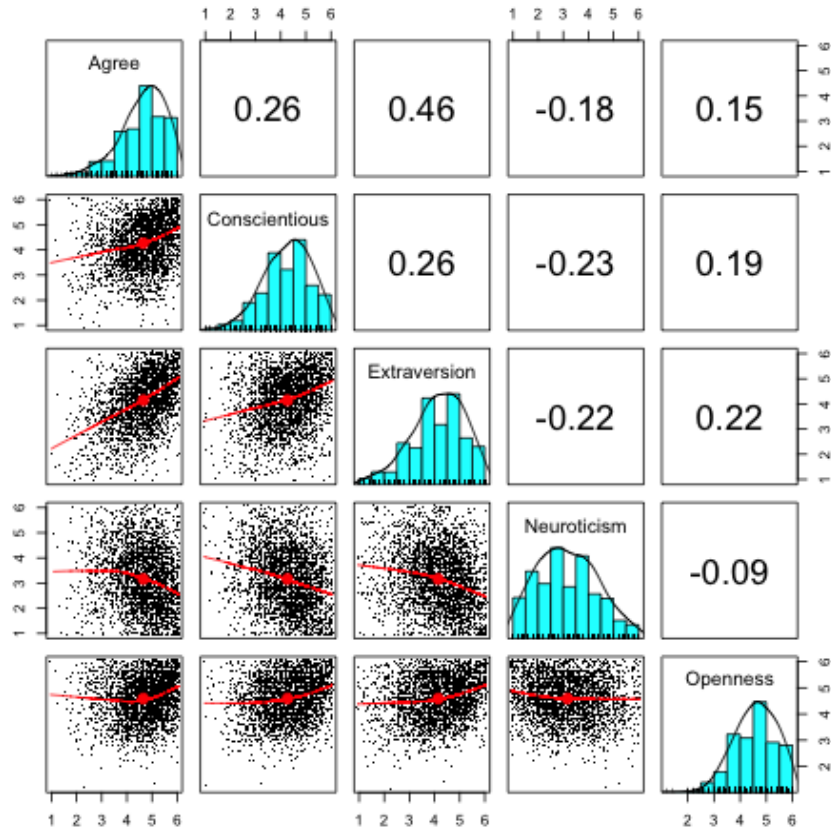 1 2 3 4 5 6 1 2 3 4 5 6
Agree
0.26 0.46 -0.18 0.15
1 2 3 4 5 6
Conscientious
0.26 -0.23 0.19
1 2 3 4 5 6
Extraversion
-0.22 0.22
1 2 3 4 5 6
Neuroticism
-0.09
1 2 3 4 5 6
Openness
2 3 4 5 6
1 2 3 4 5 6 1 2 3 4 5 6 2 3 4 5 6